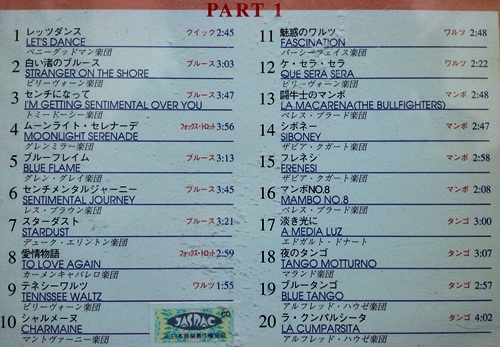 PART 1
1 レッツダンス クイック 2:45
LET'S DANCE
ベニーグッドマン楽団
2 白い渚のブルース ブルース 3:03
STRANGER ON THE SHORE
ビリーヴォーン楽団
3 センチになって ブルース 3:47
I'M GETTING SENTIMENTAL OVER YOU
トミードーシー楽団
4 ムーンライト・セレナーデ フォックス・トロット 3:56
MOONLIGHT SERENADE
グレンミラー楽団
5 ブルーフレイム ブルース 3:13
BLUE FLAME
グレン・グレイ楽団
6 センチメンタルジャーニー ブルース 3:45
SENTIMENTAL JOURNEY
レス・ブラウン楽団
7 スターダスト ブルース 3:21
STARDUST
デューク・エリントン楽団
8 愛情物語 フォックス・トロット 2:59
TO LOVE AGAIN
カーメンキャバレロ楽団
9 テネシーワルツ ワルツ 1:55
TENNSSEE WALTZ
ビリーヴォーン楽団
10 シャルメーヌ
CHARMAINE
マントヴァーニー楽団
JASRAC
CD
11 魅惑のワルツ ワルツ 2:48
FASCINATION
パーシーフェイス楽団
12 ケ・セラ・セラ ワルツ 2:22
QUE SERA SERA
ビリーヴォーン楽団
13 闘牛士のマンボ マンボ 2:48
LA MACARENA(THE BULLFIGHTERS)
ペレス・プラード楽団
14 シボネー マンボ 2:47
SIBONEY
ザビア・クガート楽団
15 フレネシ マンボ 2:58
FRENESI
ザビア・クガート楽団
16 マンボNO.8 マンボ 2:08
MAMBO NO.8
ペレス・プラード楽団
17 淡き光に タンゴ 3:00
A MEDIA LUZ
エドガルト・ドナート
18 夜のタンゴ タンゴ 3:07
TANGO MOTTURNO
マランド楽団
19 ブルータンゴ タンゴ 2:57
BLUE TANGO
アルフレッド・ハウゼ楽団
20 ラ・クンパルシータ タンゴ 4:02
LA CUMPARSITA
アルフレッド・ハウゼ楽団